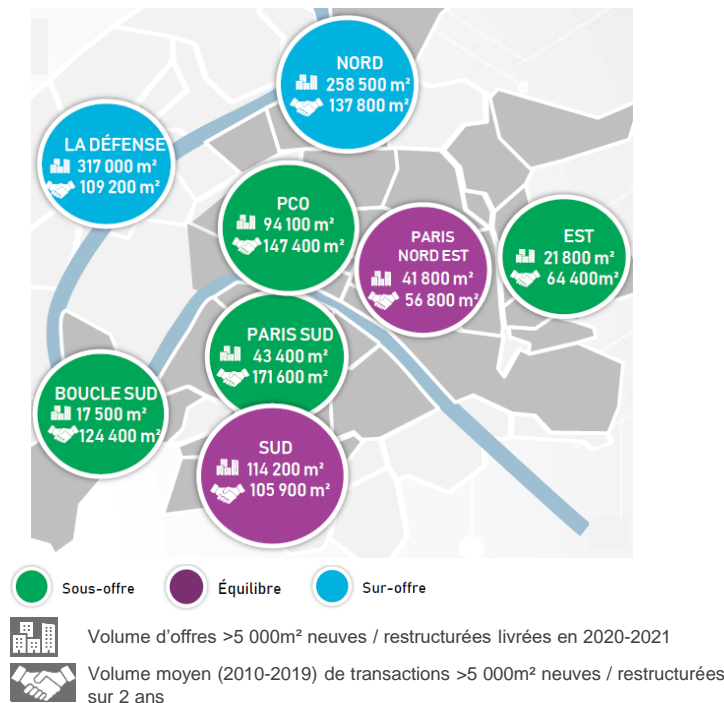 NORD
258 500 m²
137 800 m²
LA DÉFENSE
317 000 m²
109 200 m²
PCO
94 100 m²
147 400 m²
PARIS
NORD EST
41 800 m²
56 800 m²
EST
21 800 m²
64 400m²
PARIS SUD
43 400 m²
171 600 m²
BOUCLE SUD
17 500 m²
124 400 m²
SUD
114 200 m²
105 900 m²
Sous-offre
Équilibre
Sur-offre
Volume d’offres >5 000m² neuves / restructurées livrées en 2020-2021
Volume moyen (2010-2019) de transactions >5 000m² neuves / restructurées
sur 2 ans